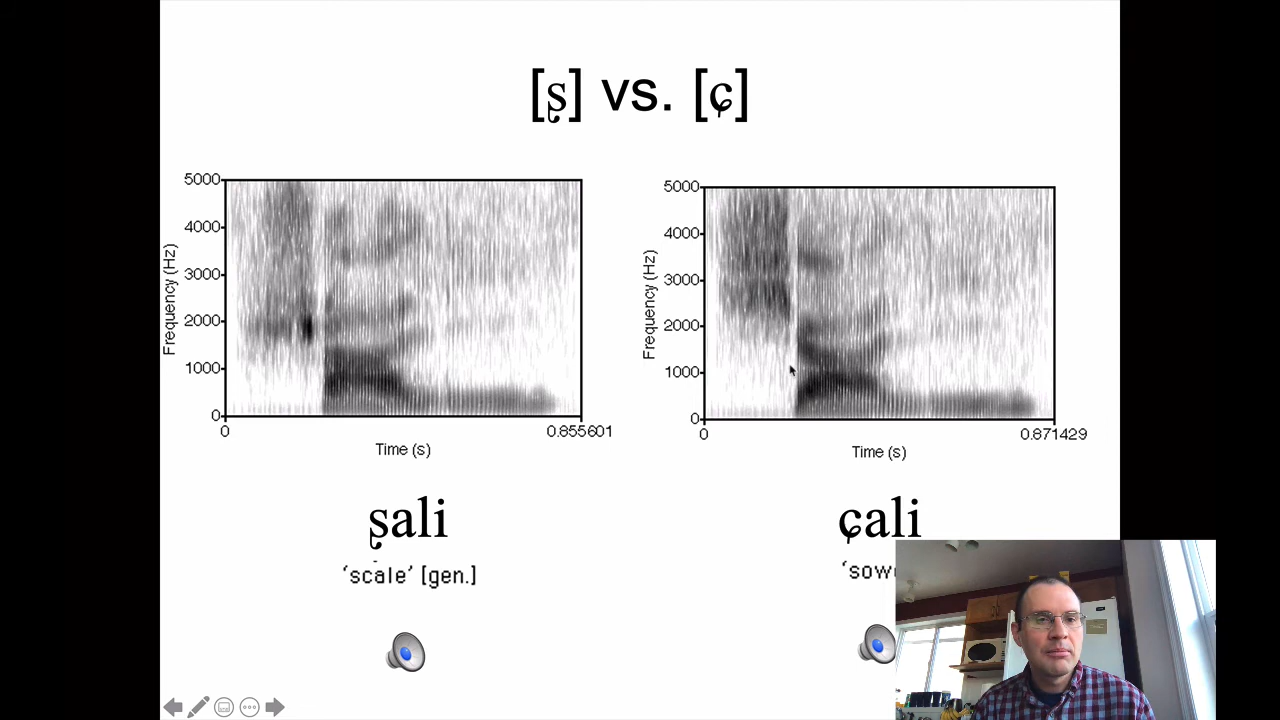 [ʂ] vs. [ɕ]
5000
4000
3000
2000
1000
0
Frequency (Hz)
0
0.855601
Time (s)
5000
4000
3000
2000
1000
0
Frequency (Hz)
0
0.871429
Time (s)
ʂali
ɕali
‘scale’ [gen.]